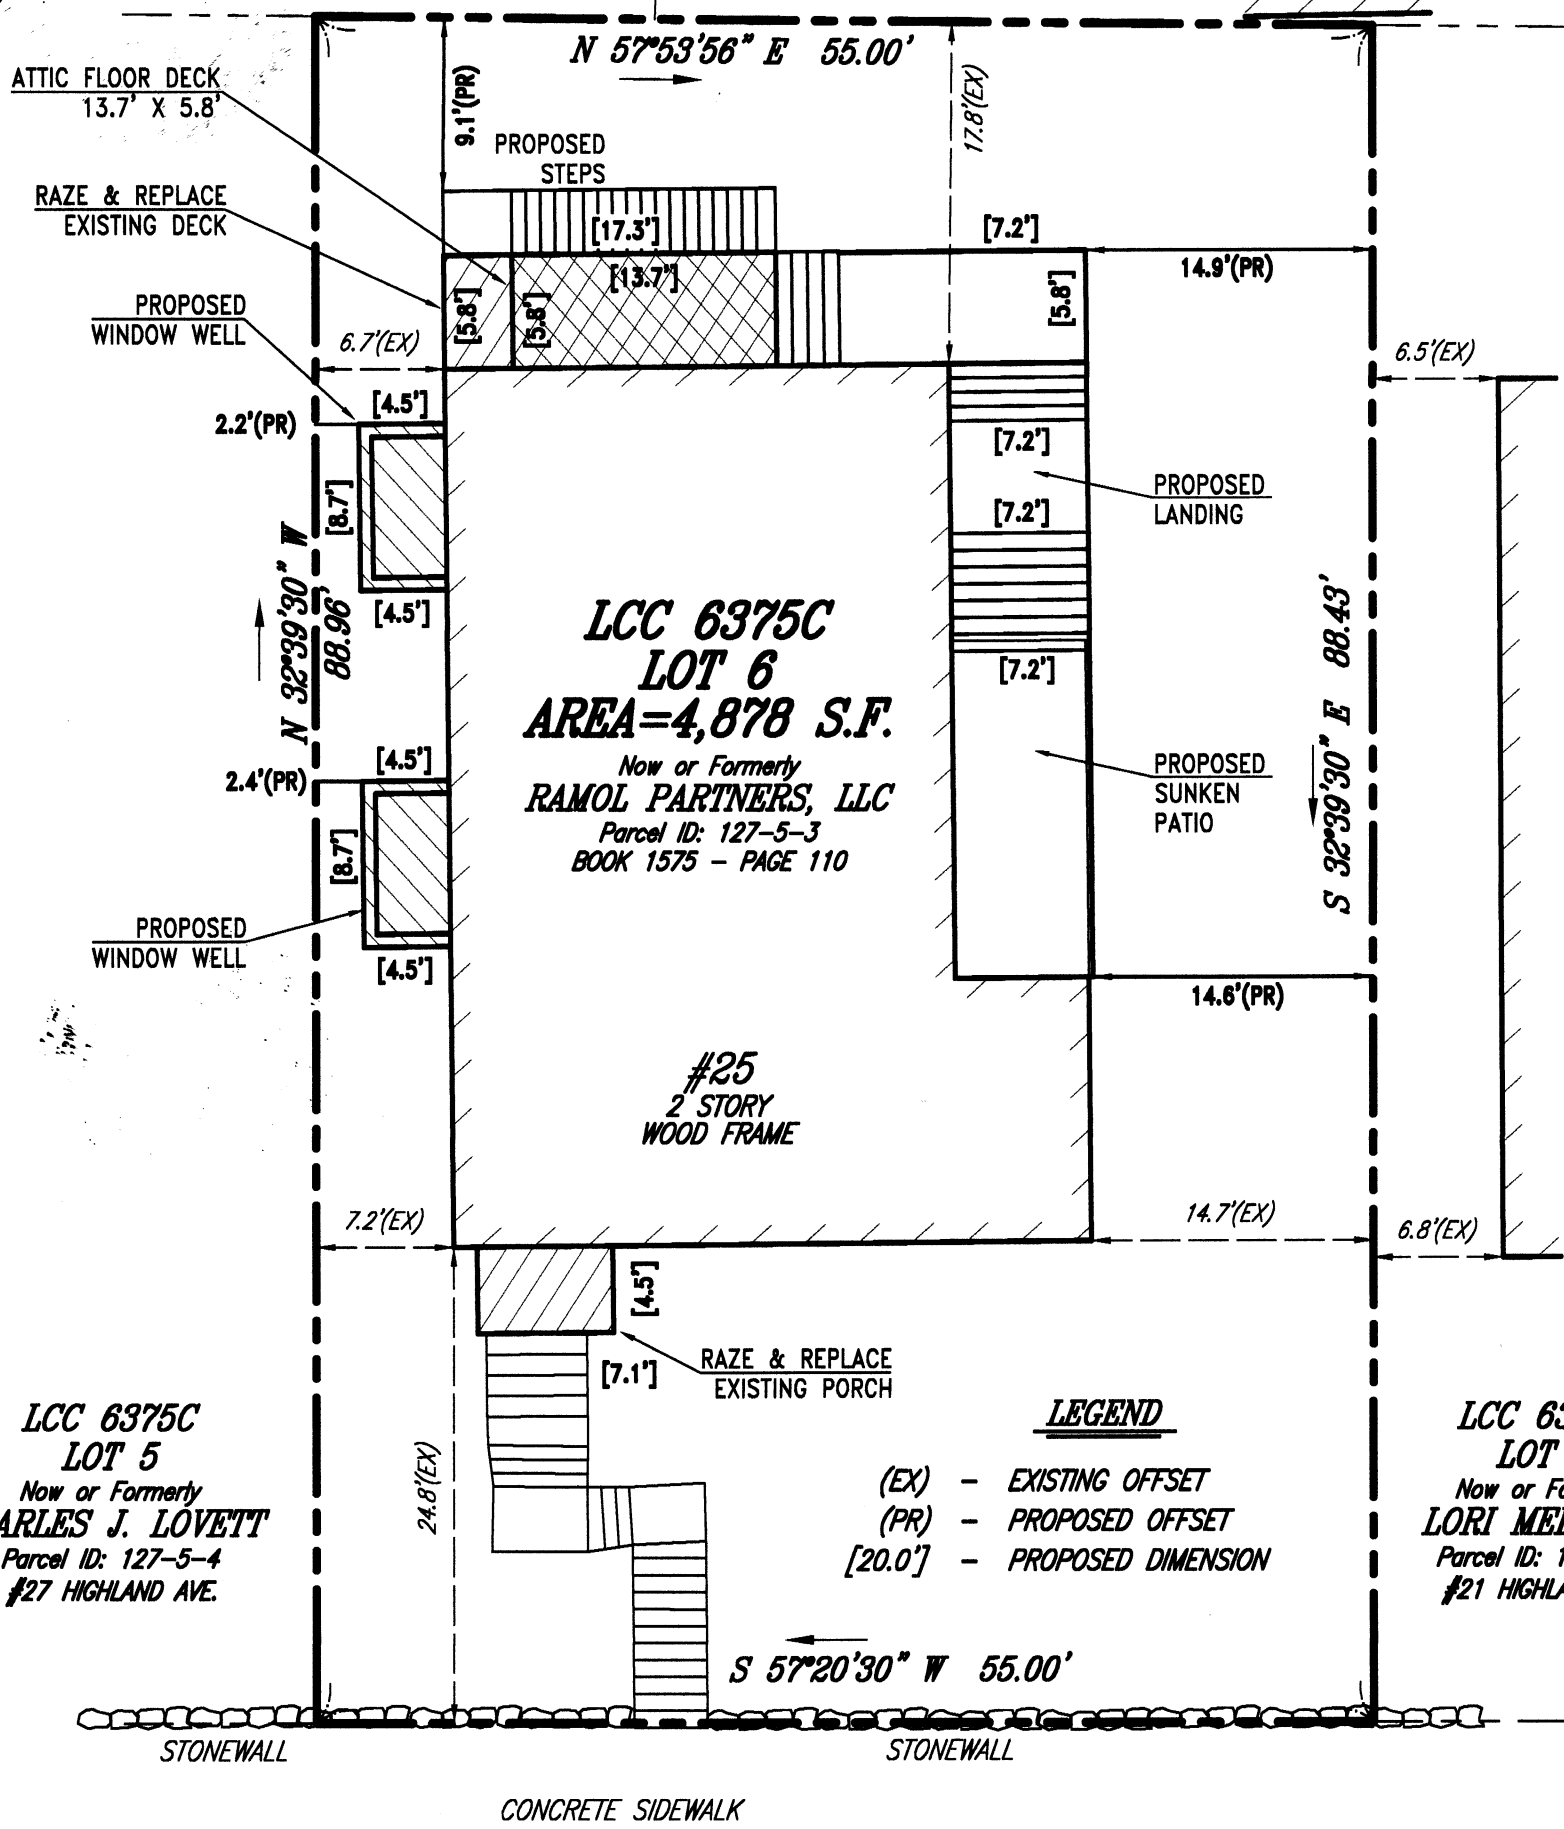 N 57°53'56" E 55.00'
ATTIC FLOOR DECK
13.7' X 5.8'
9.1'(PR)
17.8'(EX)
PROPOSED
STEPS
RAZE & REPLACE
EXISTING DECK
[17.3']
[7.2']
[13.7']
14.9'(PR)
[5.8']
[5.8']
[5.8']
PROPOSED
WINDOW WELL
6.7'(EX)
6.5'(EX)
[4.5']
2.2'(PR)
[7.2']
[8.7']
PROPOSED
LANDING
[7.2']
[4.5']
N 32°39'30" W
88.96'
LCC 6375C
LOT 6
AREA=4,878 S.F.
Now or Formerly
RAMOL PARTNERS, LLC
Parcel ID: 127-5-3
BOOK 1575 - PAGE 110
[7.2']
S 32°39'30" E 88.43'
[4.5']
2.4'(PR)
PROPOSED
SUNKEN
PATIO
[8.7']
PROPOSED
WINDOW WELL
[4.5']
14.6'(PR)
#25
2 STORY
WOOD FRAME
7.2'(EX)
14.7'(EX)
6.8'(EX)
[4.5']
[7.1']
RAZE & REPLACE
EXISTING PORCH
24.8'(EX)
LCC 6375C
LOT 5
Now or Formerly
ARLES J. LOVETT
Parcel ID: 127-5-4
#27 HIGHLAND AVE.
LEGEND
(EX) - EXISTING OFFSET
(PR) - PROPOSED OFFSET
[20.0'] - PROPOSED DIMENSION
LCC 63
LOT
Now or Fo
LORI ME
Parcel ID: 1
#21 HIGHLA
S 57°20'30" W 55.00'
STONEWALL
STONEWALL
CONCRETE SIDEWALK